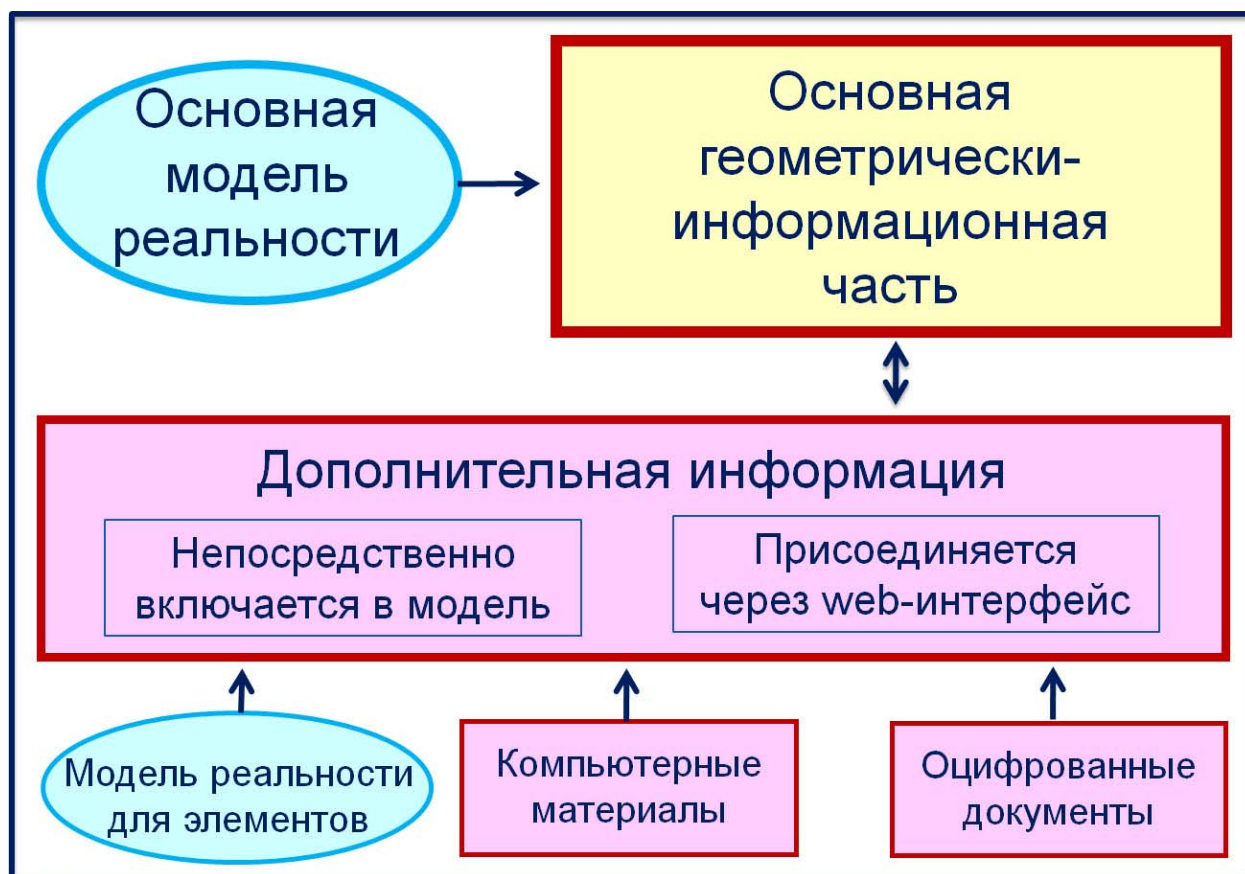 Основная
модель
реальности
Основная
геометрически-
информационная
часть
Дополнительная информация
Непосредственно
включается в модель
Присоединяется
через web-интерфейс
Модель реальности
для элементов
Компьютерные
материалы
Оцифрованные
документы